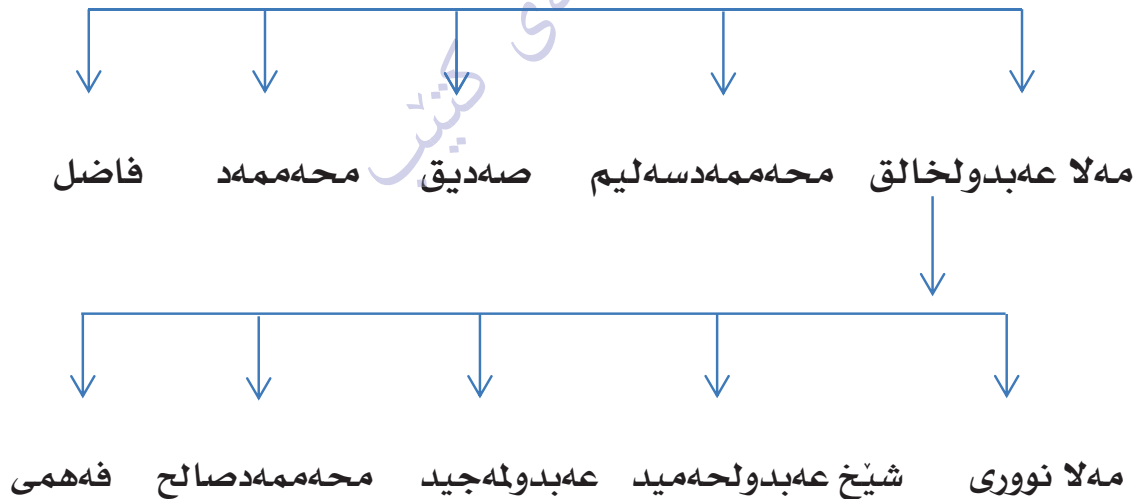 مەلا عەبدولخالق محەممەدسەلیم صەدیق محەممەد فاضل
مەلا نووری شێخ عەبدولحەمید عەبدولمەجید محەممەدصالح فەهمی